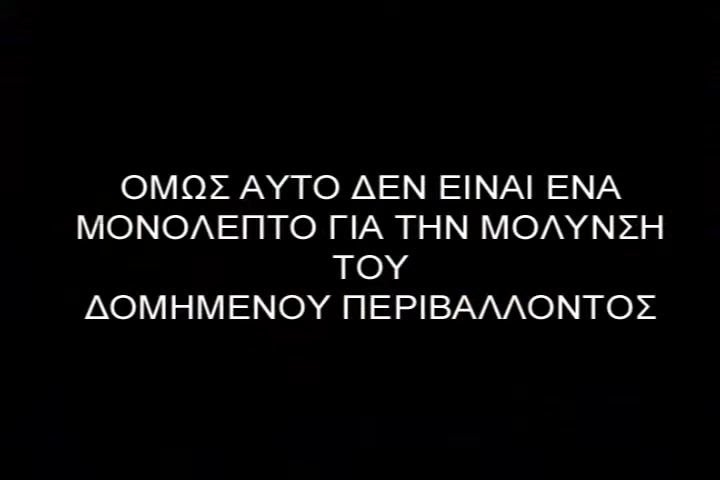 ΟΜΩΣ ΑΥΤΟ ΔΕΝ ΕΙΝΑΙ ΕΝΑ
ΜΟΝΟΛΕΠΤΟ ΓΙΑ ΤΗΝ ΜΟΛΥΝΣΗ
ΤΟΥ
ΔΟΜΗΜΕΝΟΥ ΠΕΡΙΒΑΛΛΟΝΤΟΣ